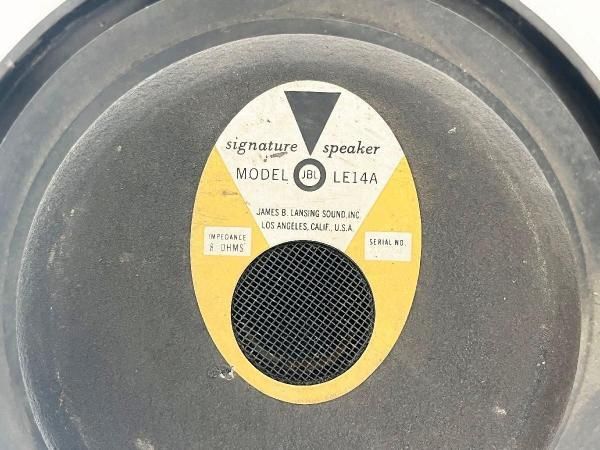 signature speaker
MODEL JBL LE14A
JAMES B. LANSING SOUND, INC.
LOS ANGELES, CALIF., U.S.A.
IMPEDANCE
8 OHMS
SERIAL NO.